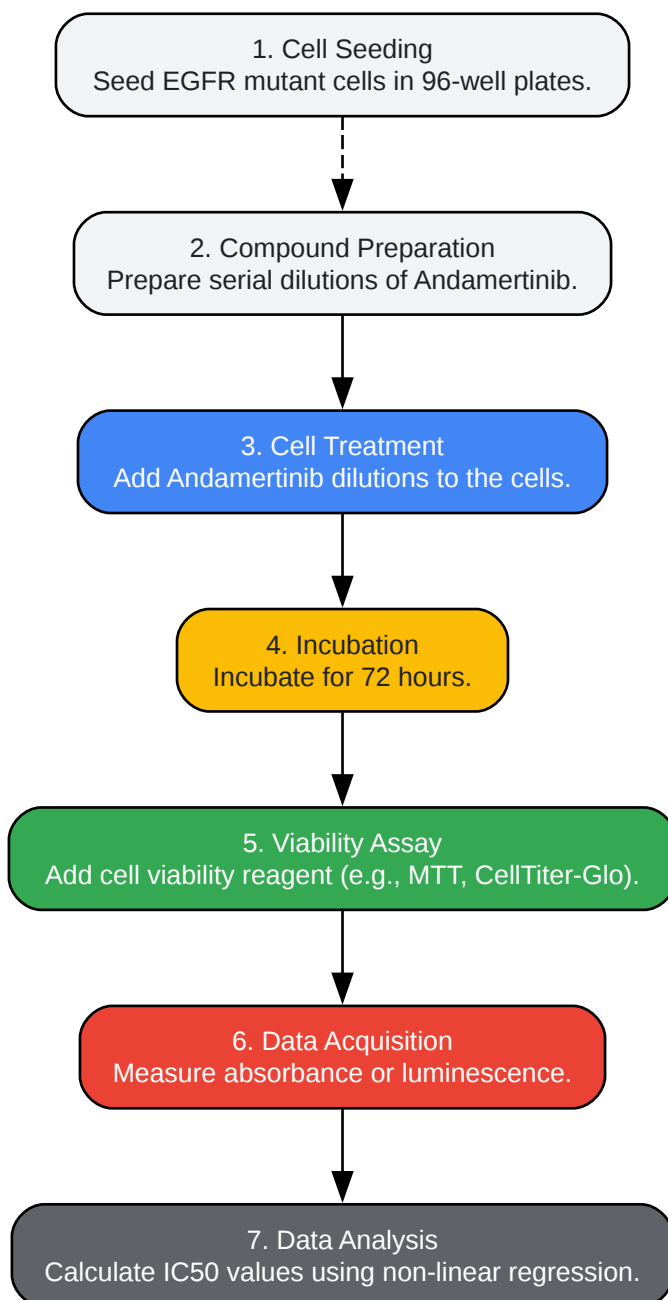 1. Cell Seeding
Seed EGFR mutant cells in 96-well plates.
2. Compound Preparation
Prepare serial dilutions of Andamertinib.
3. Cell Treatment
Add Andamertinib dilutions to the cells.
4. Incubation
Incubate for 72 hours.
5. Viability Assay
Add cell viability reagent (e.g., MTT, CellTiter-Glo).
6. Data Acquisition
Measure absorbance or luminescence.
7. Data Analysis
Calculate IC50 values using non-linear regression.